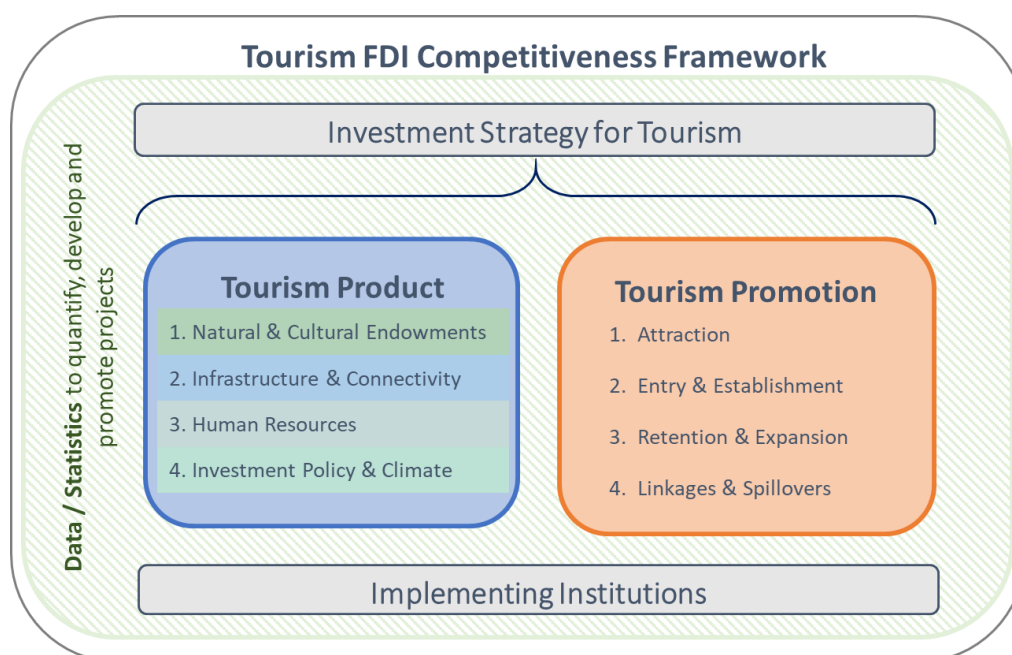 Tourism FDI Competitiveness Framework
Investment Strategy for Tourism
Data / Statistics to quantify, develop and
promote projects
Tourism Product
1. Natural & Cultural Endowments
2. Infrastructure & Connectivity
3. Human Resources
4. Investment Policy & Climate
Tourism Promotion
1. Attraction
2. Entry & Establishment
3. Retention & Expansion
4. Linkages & Spillovers
Implementing Institutions